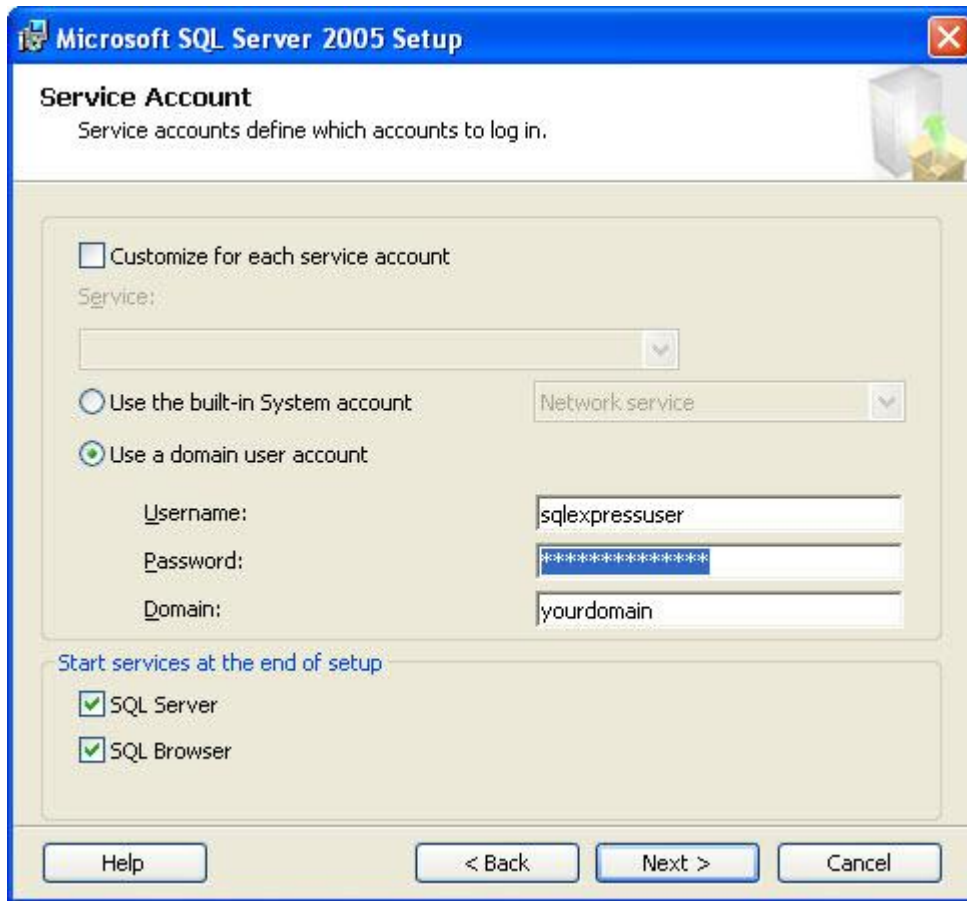 Microsoft SQL Server 2005 Setup
Service Account
Service accounts define which accounts to log in.
Customize for each service account
Service:
Use the built-in System account
Network service
Use a domain user account
Username:
sqlexpressuser
Password:
**************
Domain:
yourdomain
Start services at the end of setup
SQL Server
SQL Browser
Help
< Back
Next >
Cancel